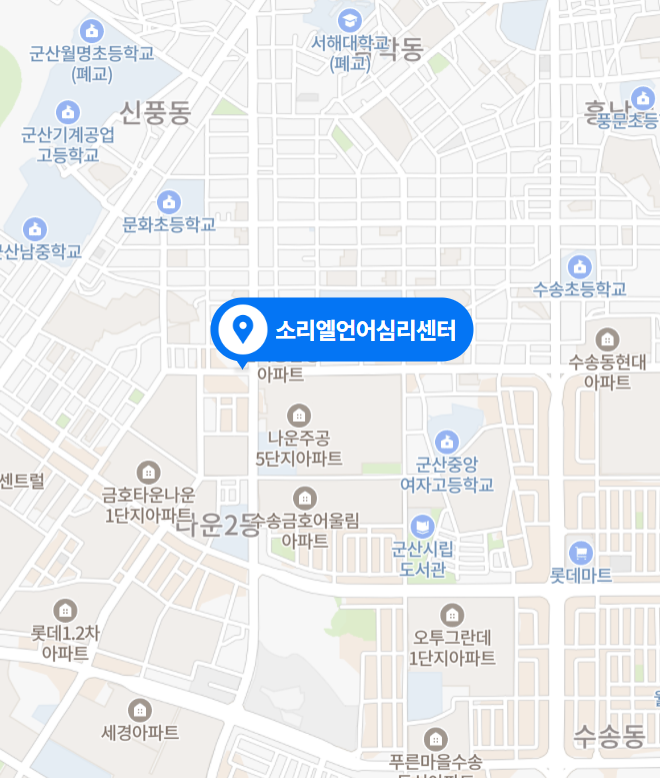 군산월명초등학교
(폐교)
서해대학교
(폐교)
신풍동
흥남
풍문초등
군산기계공업
고등학교
문화초등학교
군산남중학교
수송초등학교
소리엘언어심리센터
아파트
수송동현대
아파트
나운주공
5단지아파트
군산중앙
여자고등학교
센트럴
금호타운나운
1단지아파트
나운2동
수송금호어울림
아파트
군산시립
도서관
롯데마트
롯데1.2차
아파트
오투그란데
1단지아파트
세경아파트
수송동
푸른마을수송